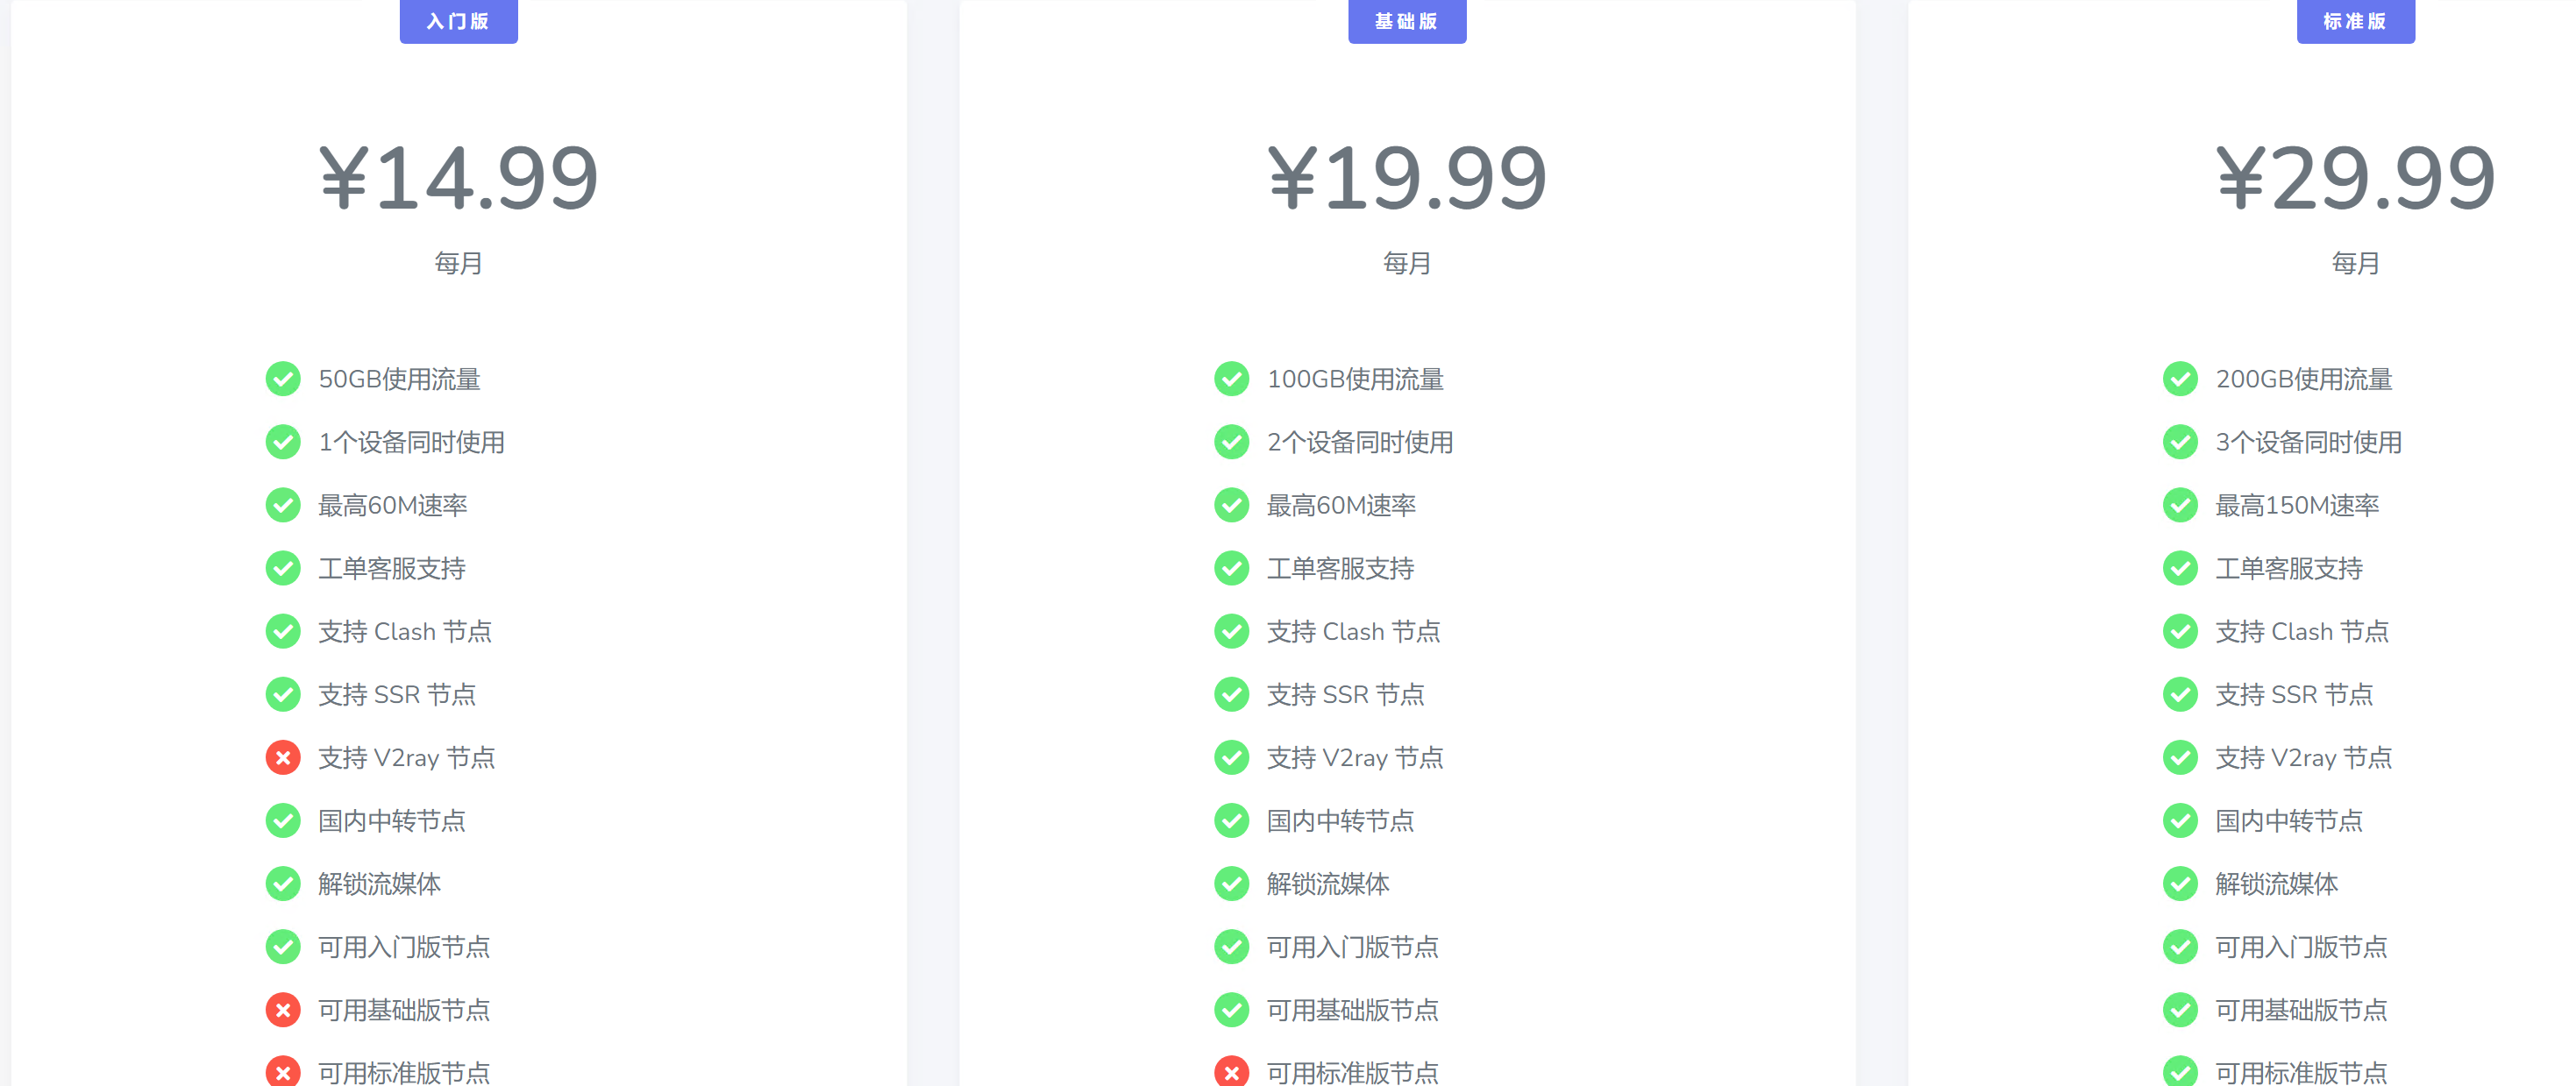 入门版
¥14.99
每月
50GB使用流量
1个设备同时使用
最高60M速率
工单客服支持
支持 Clash 节点
支持 SSR 节点
支持 V2ray 节点
国内中转节点
解锁流媒体
可用入门版节点
可用基础版节点
可用标准版节点
基础版
¥19.99
每月
100GB使用流量
2个设备同时使用
最高60M速率
工单客服支持
支持 Clash 节点
支持 SSR 节点
支持 V2ray 节点
国内中转节点
解锁流媒体
可用入门版节点
可用基础版节点
可用标准版节点
标准版
¥29.99
每月
200GB使用流量
3个设备同时使用
最高150M速率
工单客服支持
支持 Clash 节点
支持 SSR 节点
支持 V2ray 节点
国内中转节点
解锁流媒体
可用入门版节点
可用基础版节点
可用标准版节点